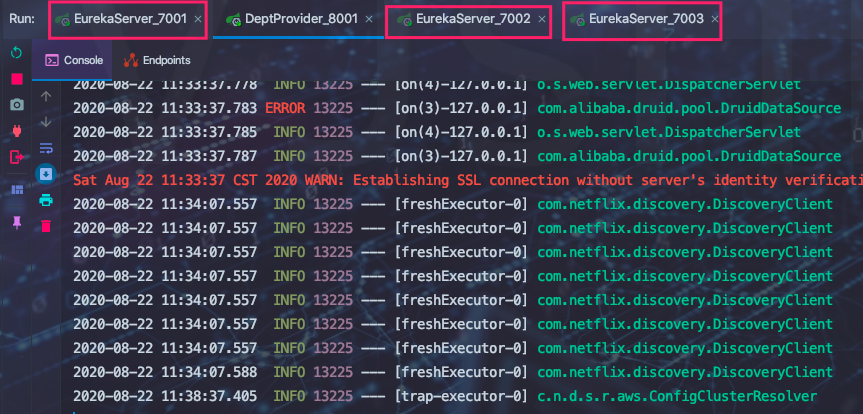 Run: EurekaServer_7001 × DeptProvider_8001 × EurekaServer_7002 × EurekaServer_7003 ×
Console Endpoints
2020-08-22 11:33:37.778 INFO 13225 --- [on(4)-127.0.0.1] o.s.web.servlet.DispatcherServlet
2020-08-22 11:33:37.783 ERROR 13225 --- [on(3)-127.0.0.1] com.alibaba.druid.pool.DruidDataSource
2020-08-22 11:33:37.785 INFO 13225 --- [on(4)-127.0.0.1] o.s.web.servlet.DispatcherServlet
2020-08-22 11:33:37.787 INFO 13225 --- [on(3)-127.0.0.1] com.alibaba.druid.pool.DruidDataSource
Sat Aug 22 11:33:37 CST 2020 WARN: Establishing SSL connection without server's identity verificati
2020-08-22 11:34:07.557 INFO 13225 --- [freshExecutor-0] com.netflix.discovery.DiscoveryClient
2020-08-22 11:34:07.557 INFO 13225 --- [freshExecutor-0] com.netflix.discovery.DiscoveryClient
2020-08-22 11:34:07.557 INFO 13225 --- [freshExecutor-0] com.netflix.discovery.DiscoveryClient
2020-08-22 11:34:07.557 INFO 13225 --- [freshExecutor-0] com.netflix.discovery.DiscoveryClient
2020-08-22 11:34:07.557 INFO 13225 --- [freshExecutor-0] com.netflix.discovery.DiscoveryClient
2020-08-22 11:34:07.557 INFO 13225 --- [freshExecutor-0] com.netflix.discovery.DiscoveryClient
2020-08-22 11:34:07.557 INFO 13225 --- [freshExecutor-0] com.netflix.discovery.DiscoveryClient
2020-08-22 11:34:07.588 INFO 13225 --- [freshExecutor-0] com.netflix.discovery.DiscoveryClient
2020-08-22 11:38:37.405 INFO 13225 --- [trap-executor-0] c.n.d.s.r.aws.ConfigClusterResolver